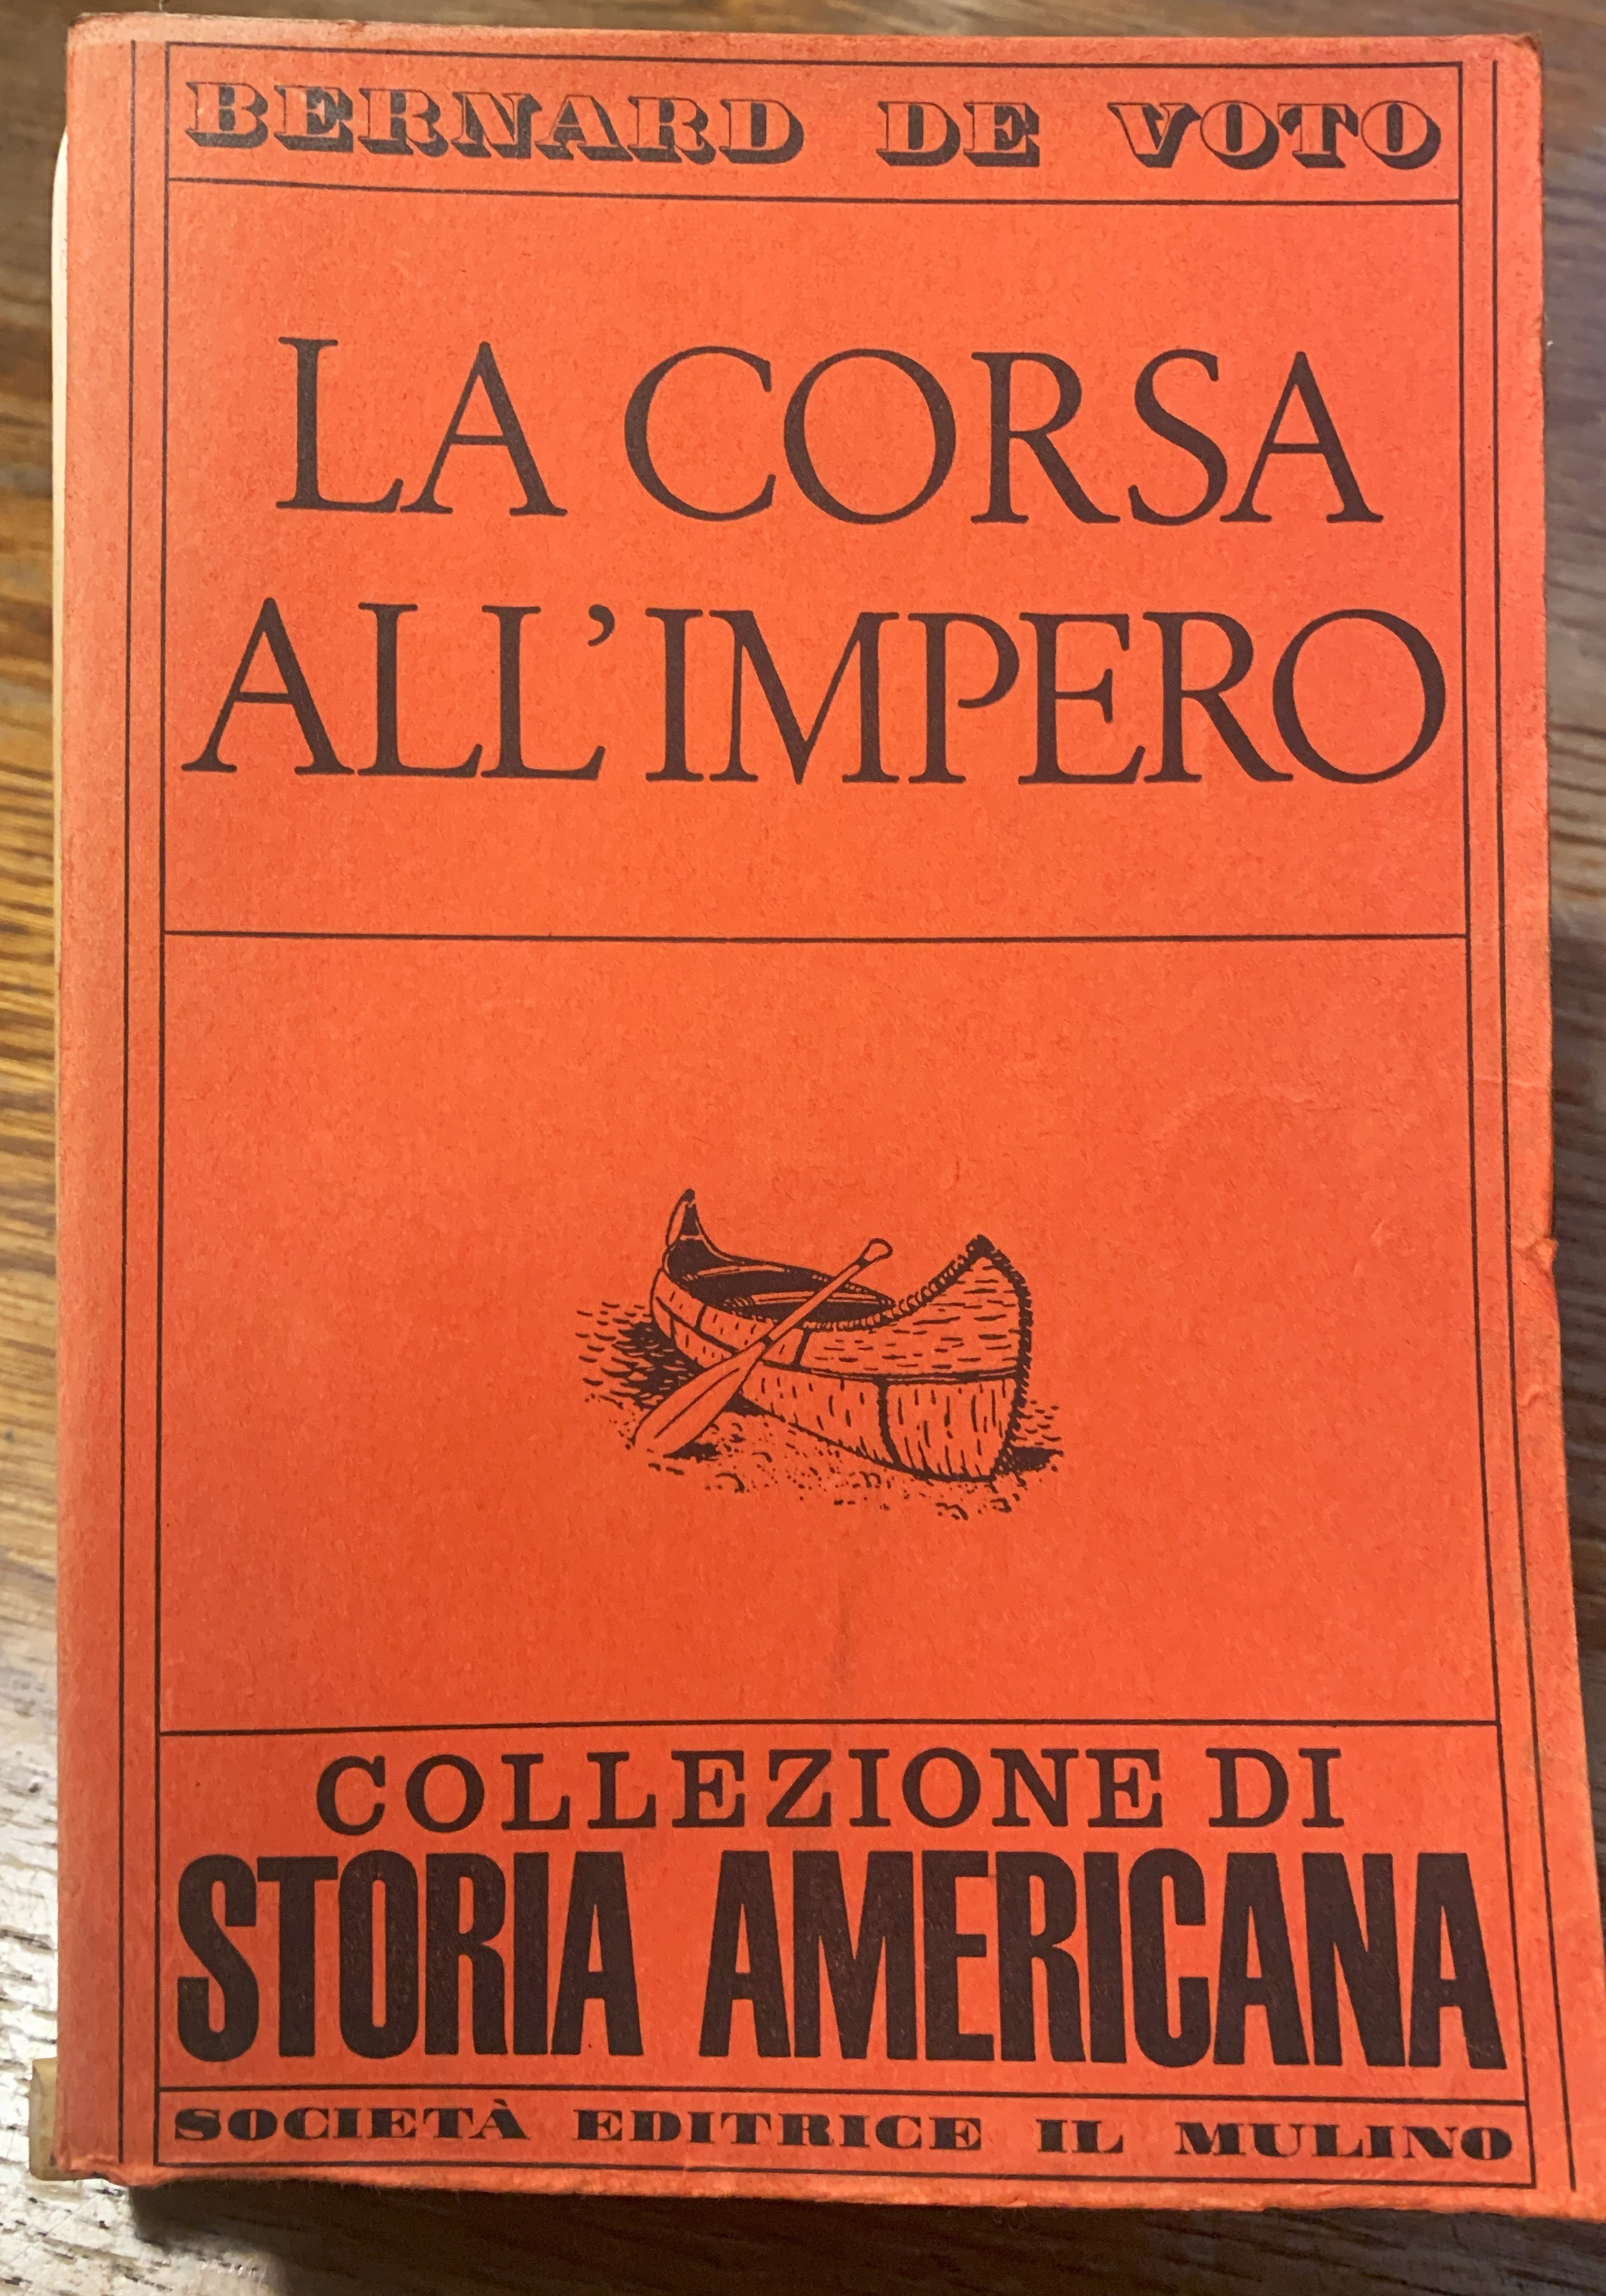 BERNARD DE VOTO
LA CORSA
ALL'IMPERO
COLLEZIONE DI
STORIA AMERICANA
SOCIETÀ EDITRICE IL MULINO